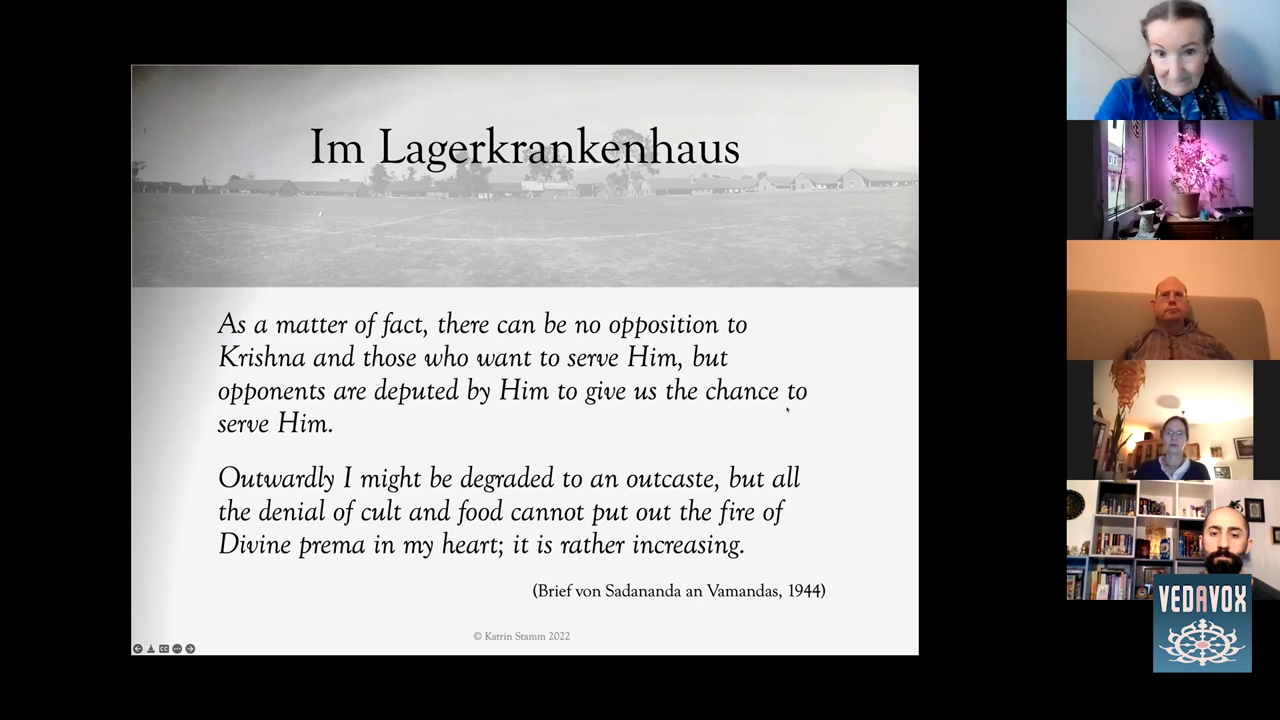 Im Lagerkrankenhaus
As a matter of fact, there can be no opposition to
Krishna and those who want to serve Him, but
opponents are deputed by Him to give us the chance to
serve Him.
Outwardly I might be degraded to an outcaste, but all
the denial of cult and food cannot put out the fire of
Divine prema in my heart; it is rather increasing.
(Brief von Sadananda an Vamandas, 1944)
© Katrin Stamm 2022
VEDAVOX